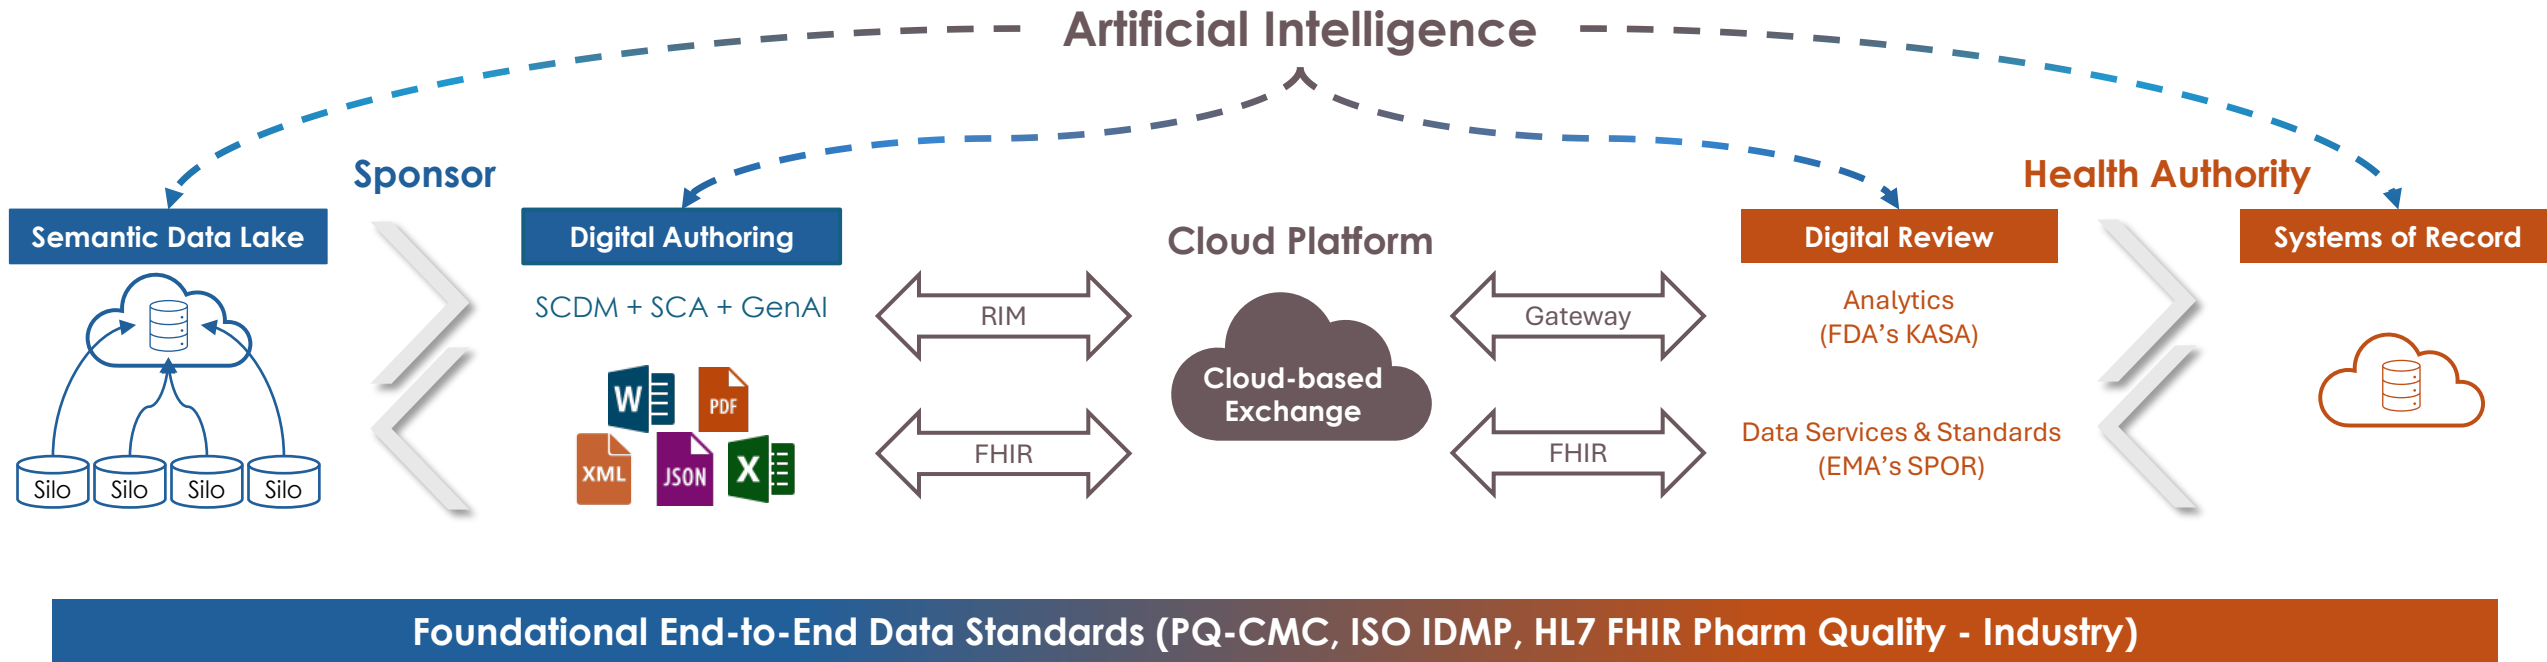 Artificial Intelligence
Sponsor
Health Authority
Semantic Data Lake
Digital Authoring
Cloud Platform
Digital Review
Systems of Record
SCDM + SCA + GenAI
RIM
Gateway
Analytics
(FDA's KASA)
W
PDF
Cloud-based
Exchange
XML
JSON
X
FHIR
FHIR
Data Services & Standards
(EMA's SPOR)
Silo
Silo
Silo
Silo
Foundational End-to-End Data Standards (PQ-CMC, ISO IDMP, HL7 FHIR Pharm Quality - Industry)